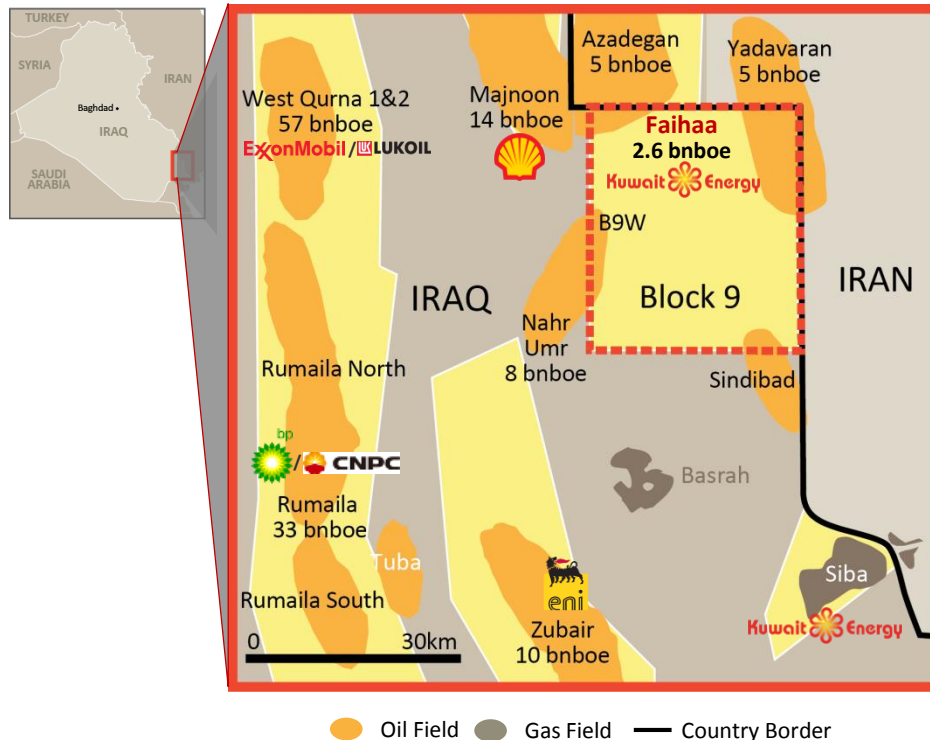 TURKEY
SYRIA
IRAN
Baghdad
IRAQ
SAUDI
ARABIA
West Qurna 1&2
57 bnboe
ExxonMobil / LUKOIL
Majnoon
14 bnboe
Azadegan
5 bnboe
Yadavaran
5 bnboe
Faihaa
2.6 bnboe
Kuwait Energy
B9W
IRAQ
Block 9
IRAN
Nahr
Umr
8 bnboe
Sindibad
Rumaila North
bp
/ CNPC
Rumaila
33 bnboe
Basrah
Tuba
Rumaila South
eni
Zubair
10 bnboe
Siba
Kuwait Energy
0 30km
Oil Field Gas Field Country Border